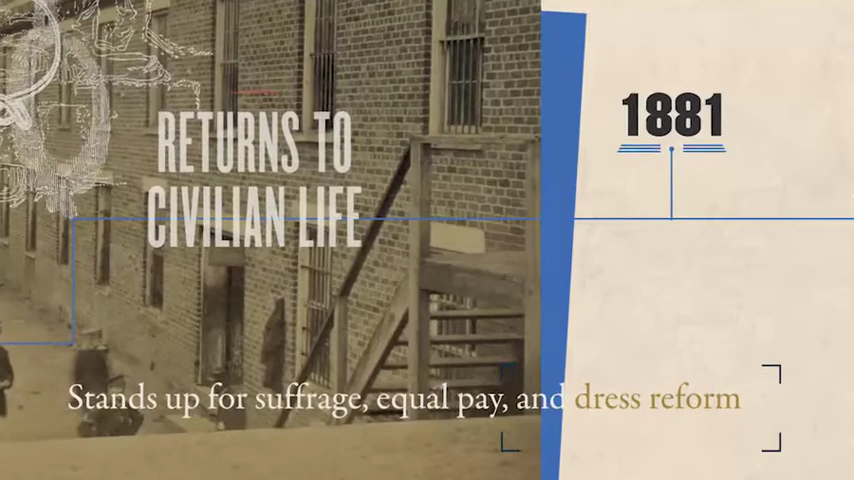 RETURNS TO
CIVILIAN LIFE
1881
Stands up for suffrage, equal pay, and dress reform